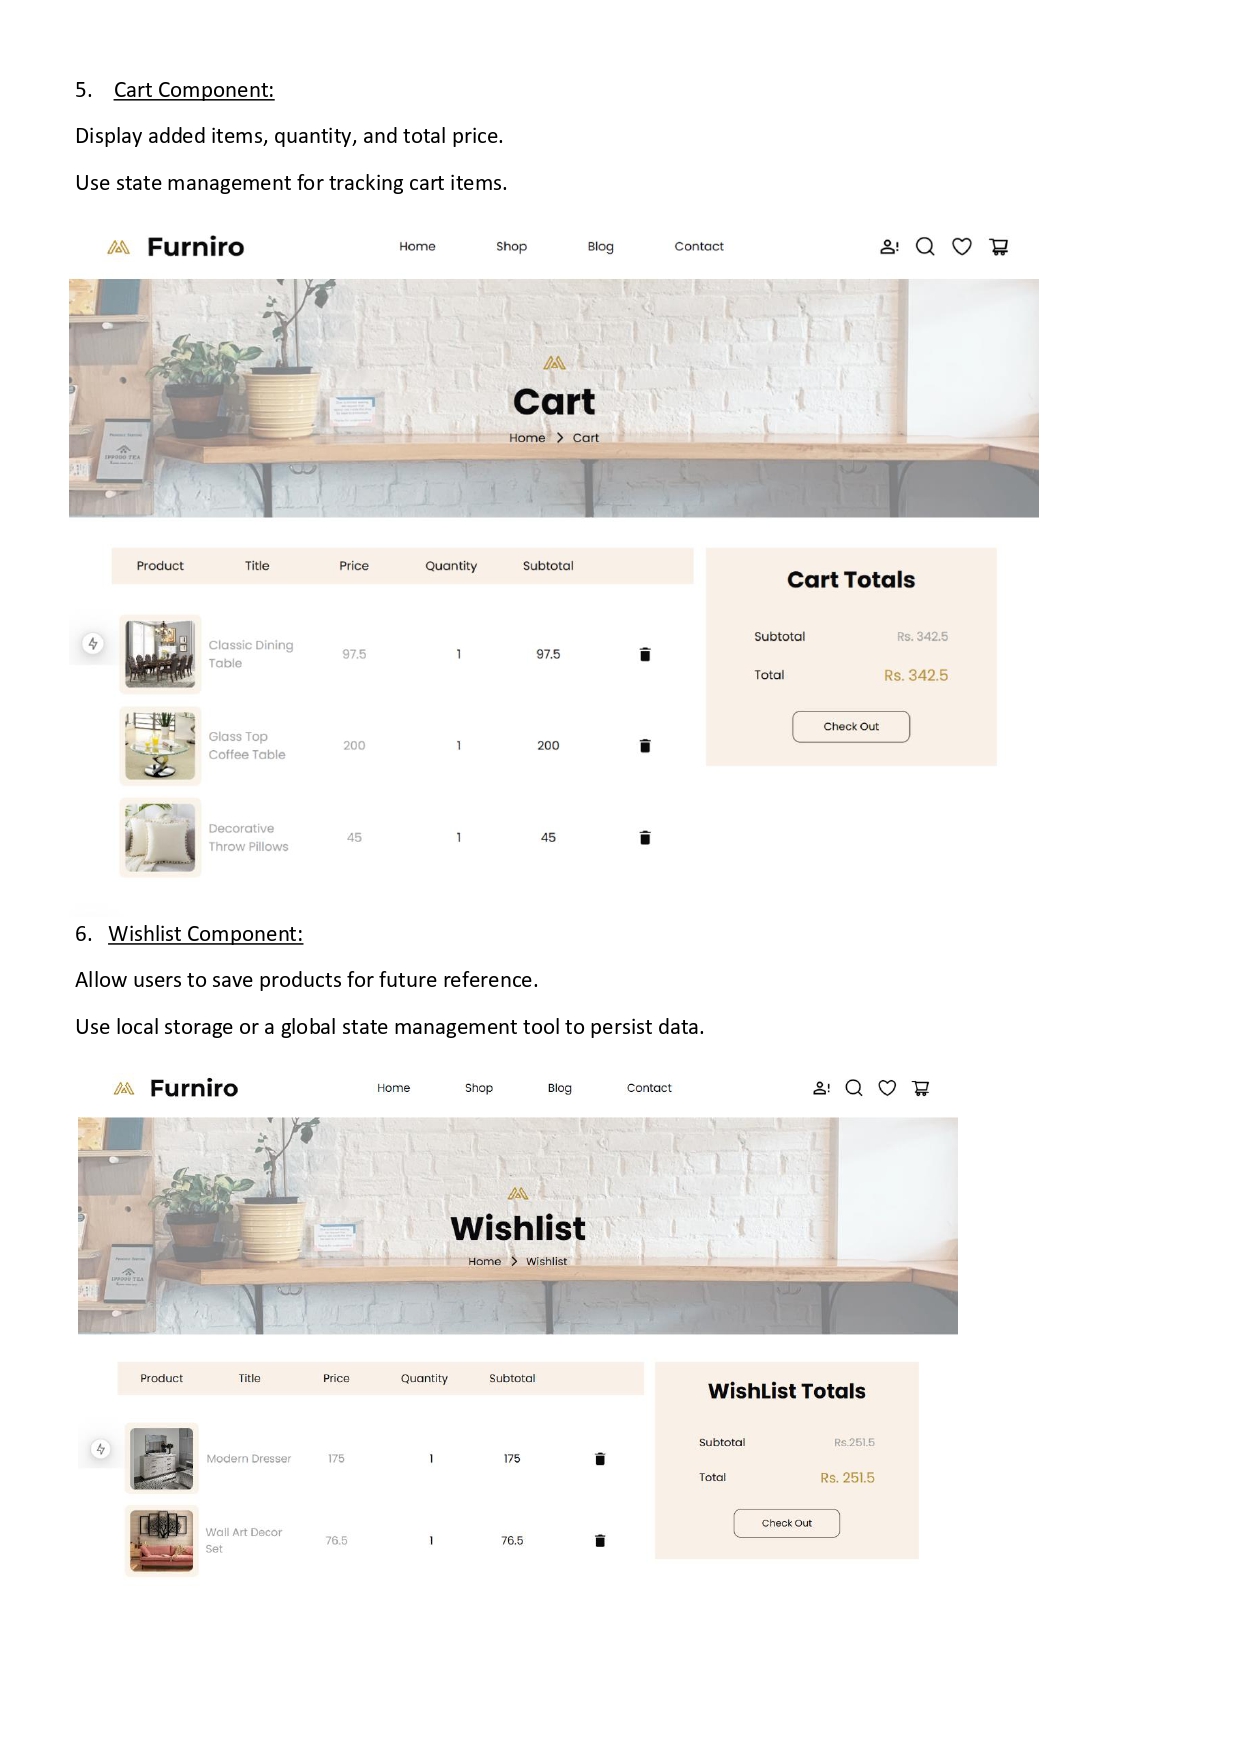 5. Cart Component:
Display added items, quantity, and total price.
Use state management for tracking cart items.
Furniro Home Shop Blog Contact
Cart
Home > Cart
Product Title Price Quantity Subtotal
Classic Dining
Table
97.5 1 97.5
Glass Top
Coffee Table
200 1 200
Decorative
Throw Pillows
45 1 45
Cart Totals
Subtotal Rs. 342.5
Total Rs. 342.5
Check Out
6. Wishlist Component:
Allow users to save products for future reference.
Use local storage or a global state management tool to persist data.
Furniro Home Shop Blog Contact
Wishlist
Home > Wishlist
Product Title Price Quantity Subtotal
Modern Dresser 175 1 175
Wall Art Decor
Set
76.5 1 76.5
WishList Totals
Subtotal Rs.251.5
Total Rs. 251.5
Check Out